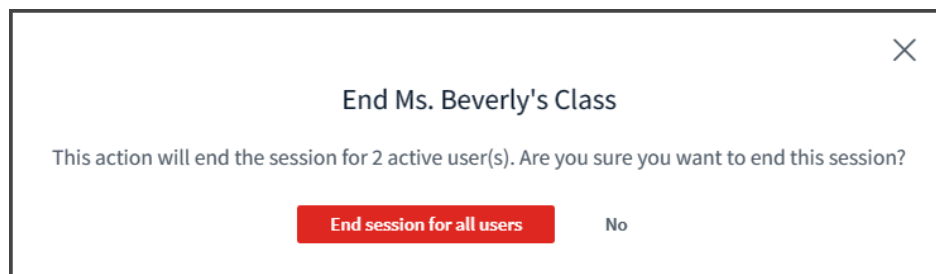 End Ms. Beverly's Class
This action will end the session for 2 active user(s). Are you sure you want to end this session?
End session for all users
No